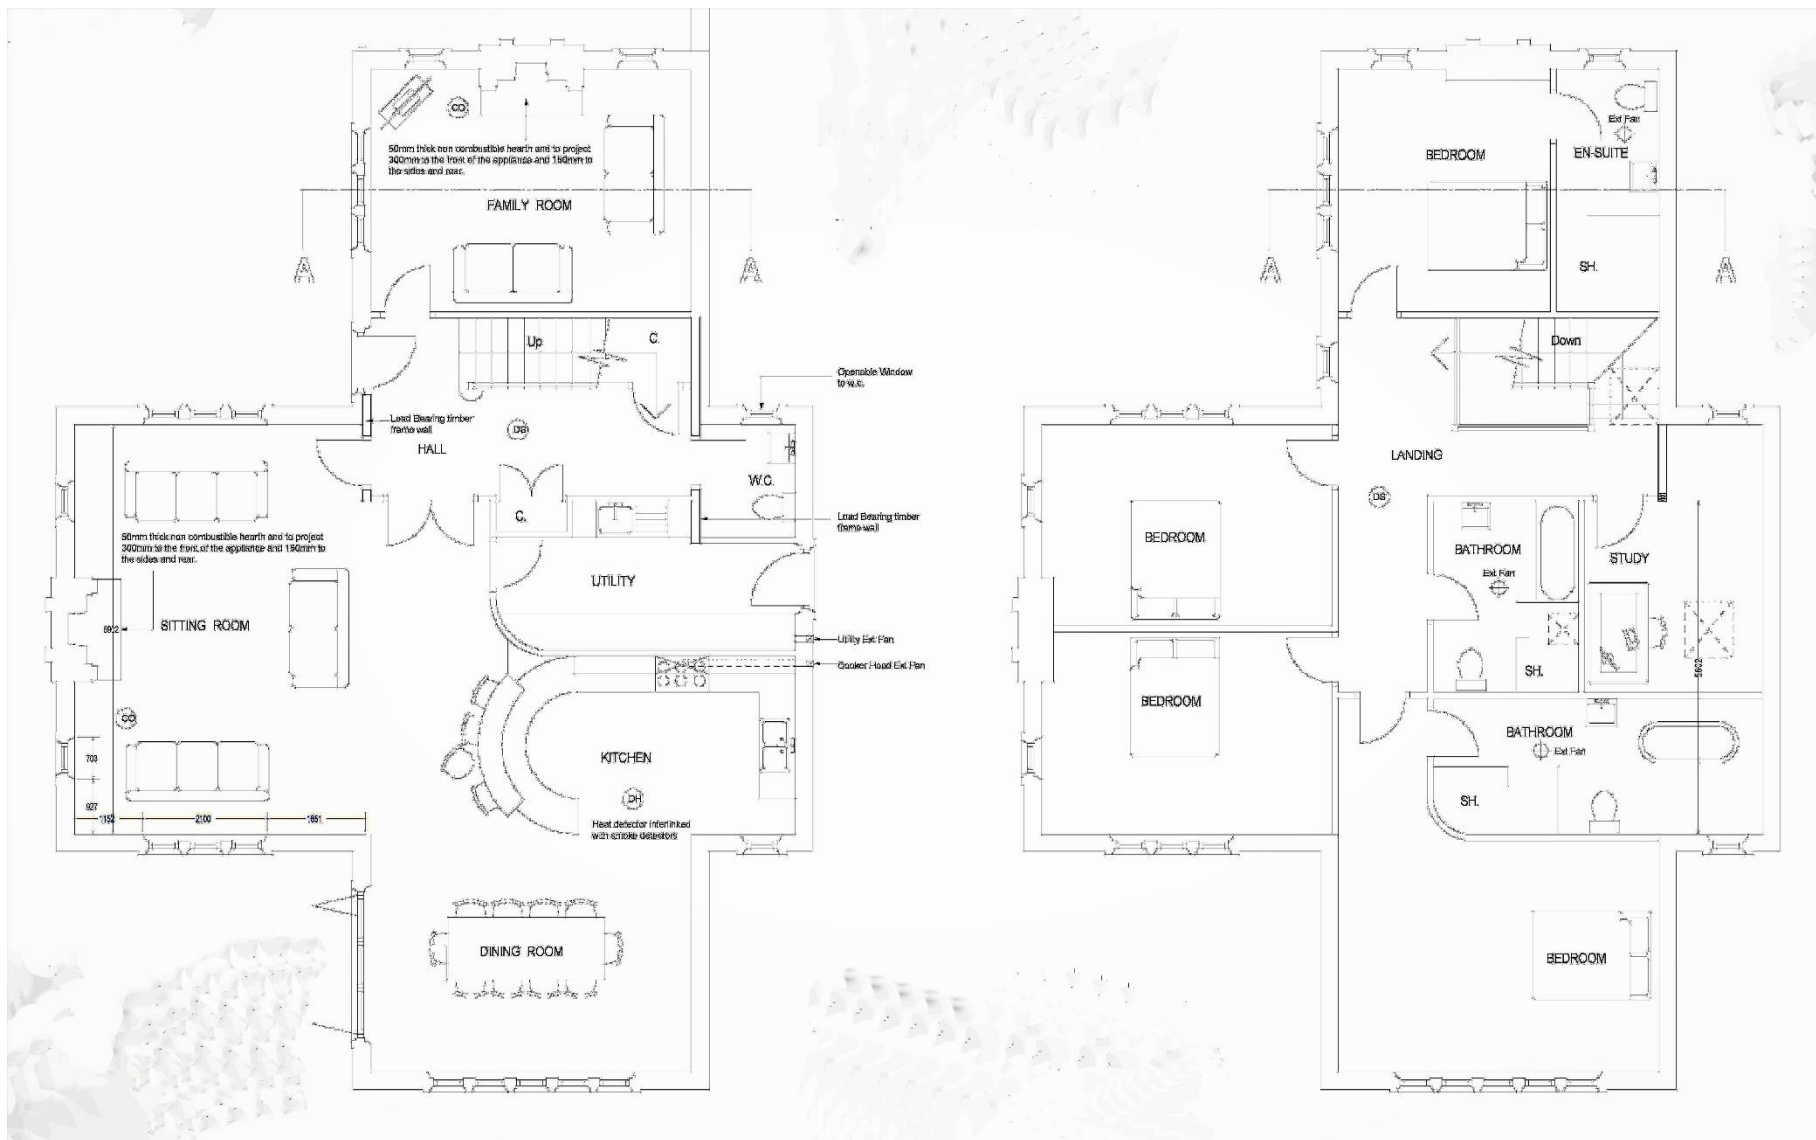 CO
50mm thick non combustible hearth and to project
300mm to the front of the appliance and 150mm to
the sides and rear.
FAMILY ROOM
A
A
Up
C.
Openable Window
to w.c.
Load Bearing timber
frame wall
DS
HALL
W.C.
C.
Load Bearing timber
frame wall
50mm thick non combustible hearth and to project
300mm to the front of the appliance and 150mm to
the sides and rear.
UTILITY
SITTING ROOM
Utility Ext Fan
Cooker Hood Ext Fan
CO
703
KITCHEN
927
DH
1152
2100
1651
Heat detector interlinked
with smoke detectors
DINING ROOM
Ext Fan
BEDROOM
EN-SUITE
A
A
SH.
Down
LANDING
DS
BEDROOM
BATHROOM
STUDY
Ext Fan
SH.
BEDROOM
BATHROOM
Ext Fan
SH.
BEDROOM